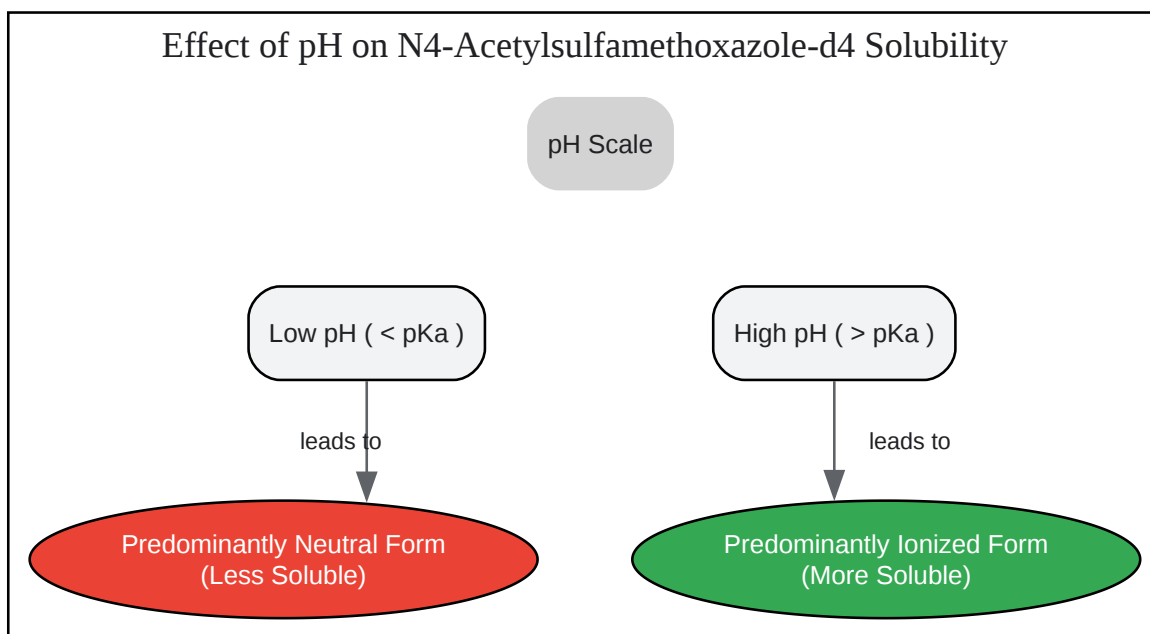 Effect of pH on N4-Acetylsulfamethoxazole-d4 Solubility
pH Scale
Low pH ( < pKa )
High pH ( > pKa )
leads to
leads to
Predominantly Neutral Form
(Less Soluble)
Predominantly Ionized Form
(More Soluble)